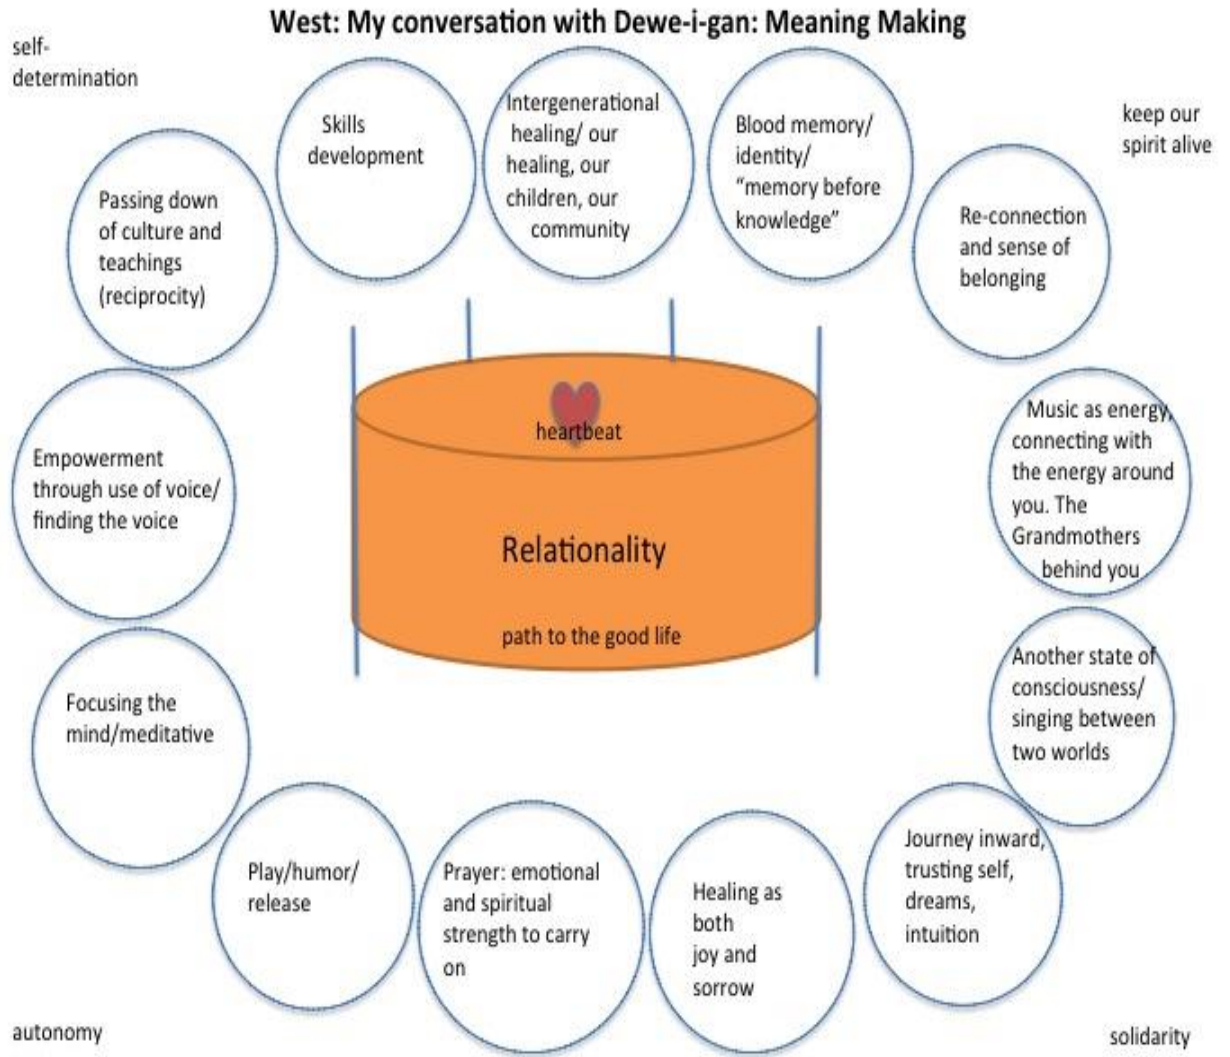 West: My conversation with Dewe-i-gan: Meaning Making
self-
determination
keep our
spirit alive
Skills
development
Intergenerational
healing/ our
healing, our
children, our
community
Blood memory/
identity/
“memory before
knowledge”
Re-connection
and sense of
belonging
Passing down
of culture and
teachings
(reciprocity)
Music as energy,
connecting with
the energy around
you. The
Grandmothers
behind you
heartbeat
Relationality
path to the good life
Empowerment
through use of voice/
finding the voice
Another state of
consciousness/
singing between
two worlds
Focusing the
mind/meditative
Play/humor/
release
Prayer: emotional
and spiritual
strength to carry
on
Healing as
both
joy and
sorrow
Journey inward,
trusting self,
dreams,
intuition
autonomy
solidarity